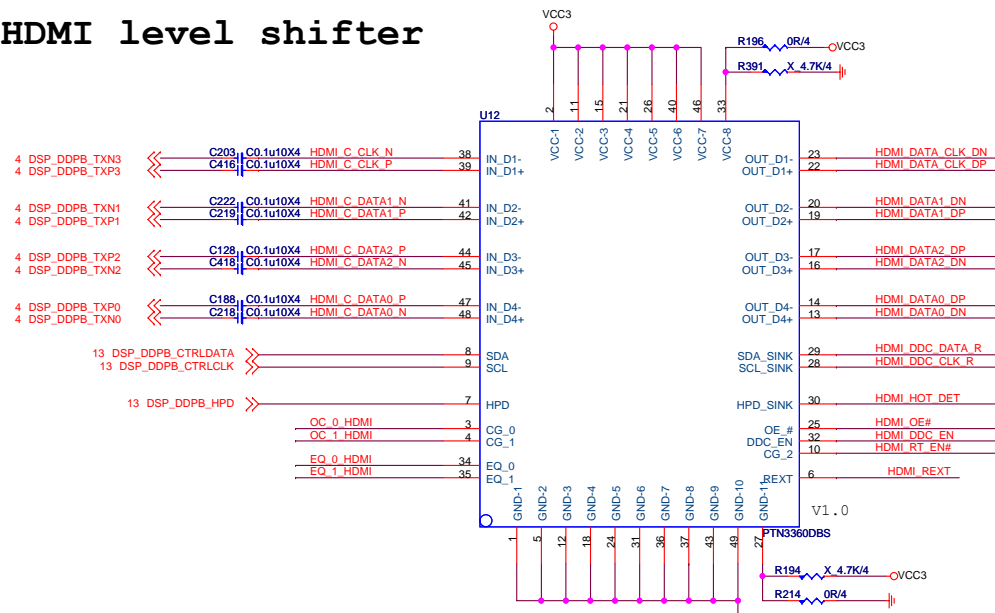 HDMI level shifter
VCC3
R196 0R/4 VCC3
R391 X_4.7K/4
2 11 15 21 26 40 46 33
U12
VCC-1 VCC-2 VCC-3 VCC-4 VCC-5 VCC-6 VCC-7 VCC-8
4 DSP_DDPB_TXN3 C203 C0.1u10X4 HDMI_C_CLK_N 38 IN_D1- OUT_D1- 23 HDMI_DATA_CLK_DN
4 DSP_DDPB_TXP3 C416 C0.1u10X4 HDMI_C_CLK_P 39 IN_D1+ OUT_D1+ 22 HDMI_DATA_CLK_DP
4 DSP_DDPB_TXN1 C222 C0.1u10X4 HDMI_C_DATA1_N 41 IN_D2- OUT_D2- 20 HDMI_DATA1_DN
4 DSP_DDPB_TXP1 C219 C0.1u10X4 HDMI_C_DATA1_P 42 IN_D2+ OUT_D2+ 19 HDMI_DATA1_DP
4 DSP_DDPB_TXP2 C128 C0.1u10X4 HDMI_C_DATA2_P 44 IN_D3- OUT_D3- 17 HDMI_DATA2_DP
4 DSP_DDPB_TXN2 C418 C0.1u10X4 HDMI_C_DATA2_N 45 IN_D3+ OUT_D3+ 16 HDMI_DATA2_DN
4 DSP_DDPB_TXP0 C188 C0.1u10X4 HDMI_C_DATA0_P 47 IN_D4- OUT_D4- 14 HDMI_DATA0_DP
4 DSP_DDPB_TXN0 C218 C0.1u10X4 HDMI_C_DATA0_N 48 IN_D4+ OUT_D4+ 13 HDMI_DATA0_DN
13 DSP_DDPB_CTRLDATA 8 SDA SDA_SINK 29 HDMI_DDC_DATA_R
13 DSP_DDPB_CTRLCLK 9 SCL SCL_SINK 28 HDMI_DDC_CLK_R
13 DSP_DDPB_HPD 7 HPD HPD_SINK 30 HDMI_HOT_DET
OC_0_HDMI 3 CG_0 OE_# 25 HDMI_OE#
OC_1_HDMI 4 CG_1 DDC_EN 32 HDMI_DDC_EN
CG_2 10 HDMI_RT_EN#
EQ_0_HDMI 34 EQ_0
EQ_1_HDMI 35 EQ_1 REXT 6 HDMI_REXT
GND-1 GND-2 GND-3 GND-4 GND-5 GND-6 GND-7 GND-8 GND-9 GND-10 GND-11
V1.0
PTN3360DBS
1 5 12 18 24 31 36 37 43 49 27
R194 X_4.7K/4 VCC3
R214 0R/4